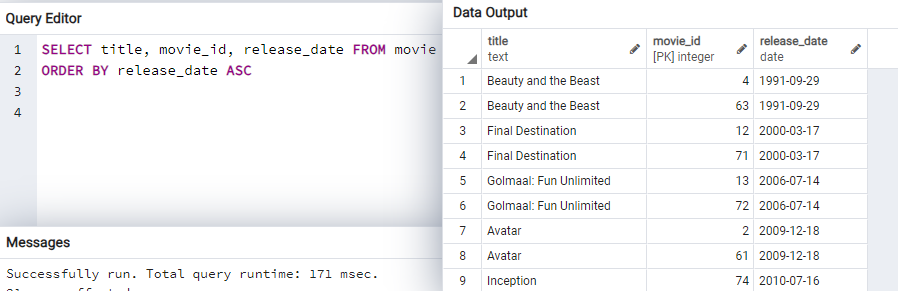 Query Editor
1 SELECT title, movie_id, release_date FROM movie
2 ORDER BY release_date ASC
3
4
Messages
Successfully run. Total query runtime: 171 msec.
Data Output
title movie_id release_date
text [PK] integer date
1 Beauty and the Beast 4 1991-09-29
2 Beauty and the Beast 63 1991-09-29
3 Final Destination 12 2000-03-17
4 Final Destination 71 2000-03-17
5 Golmaal: Fun Unlimited 13 2006-07-14
6 Golmaal: Fun Unlimited 72 2006-07-14
7 Avatar 2 2009-12-18
8 Avatar 61 2009-12-18
9 Inception 74 2010-07-16